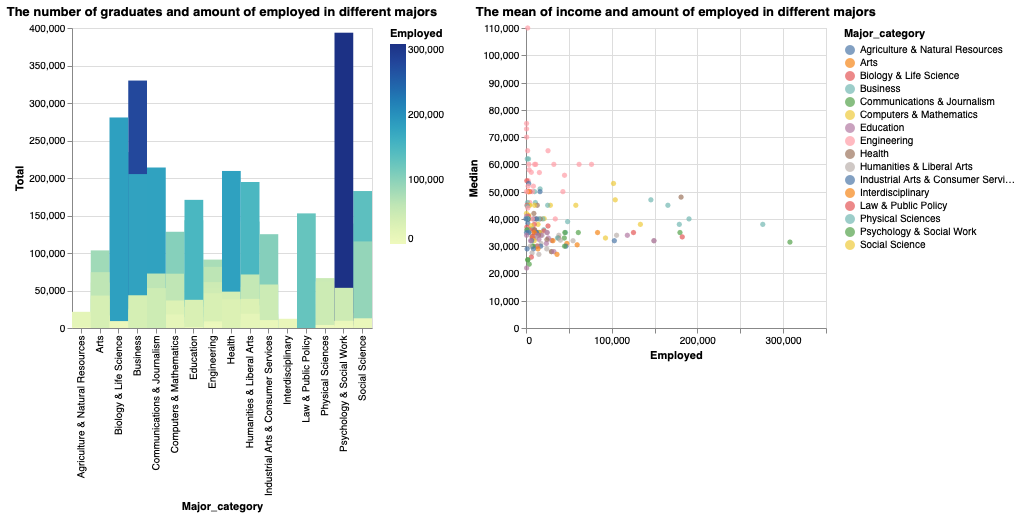 The number of graduates and amount of employed in different majors
Total
400,000
350,000
300,000
250,000
200,000
150,000
100,000
50,000
0
Agriculture & Natural Resources
Arts
Biology & Life Science
Business
Communications & Journalism
Computers & Mathematics
Education
Engineering
Health
Humanities & Liberal Arts
Industrial Arts & Consumer Services
Interdisciplinary
Law & Public Policy
Physical Sciences
Psychology & Social Work
Social Science
Major_category
Employed
300,000
200,000
100,000
0
The mean of income and amount of employed in different majors
Median
110,000
100,000
90,000
80,000
70,000
60,000
50,000
40,000
30,000
20,000
10,000
0
0
100,000
200,000
300,000
Employed
Major_category
Agriculture & Natural Resources
Arts
Biology & Life Science
Business
Communications & Journalism
Computers & Mathematics
Education
Engineering
Health
Humanities & Liberal Arts
Industrial Arts & Consumer Servi…
Interdisciplinary
Law & Public Policy
Physical Sciences
Psychology & Social Work
Social Science